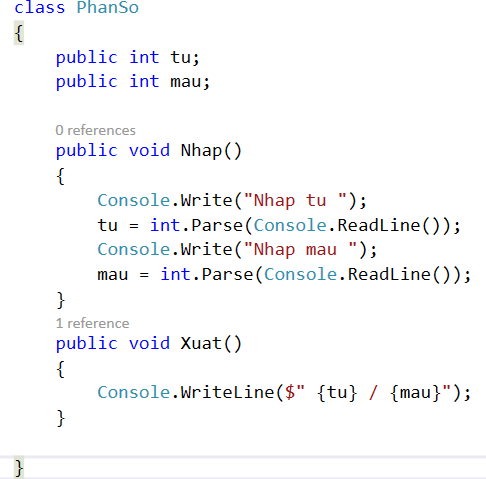 class PhanSo
{
    public int tu;
    public int mau;

    0 references
    public void Nhap()
    {
        Console.Write("Nhap tu ");
        tu = int.Parse(Console.ReadLine());
        Console.Write("Nhap mau ");
        mau = int.Parse(Console.ReadLine());
    }
    1 reference
    public void Xuat()
    {
        Console.WriteLine($" {tu} / {mau}");
    }

}